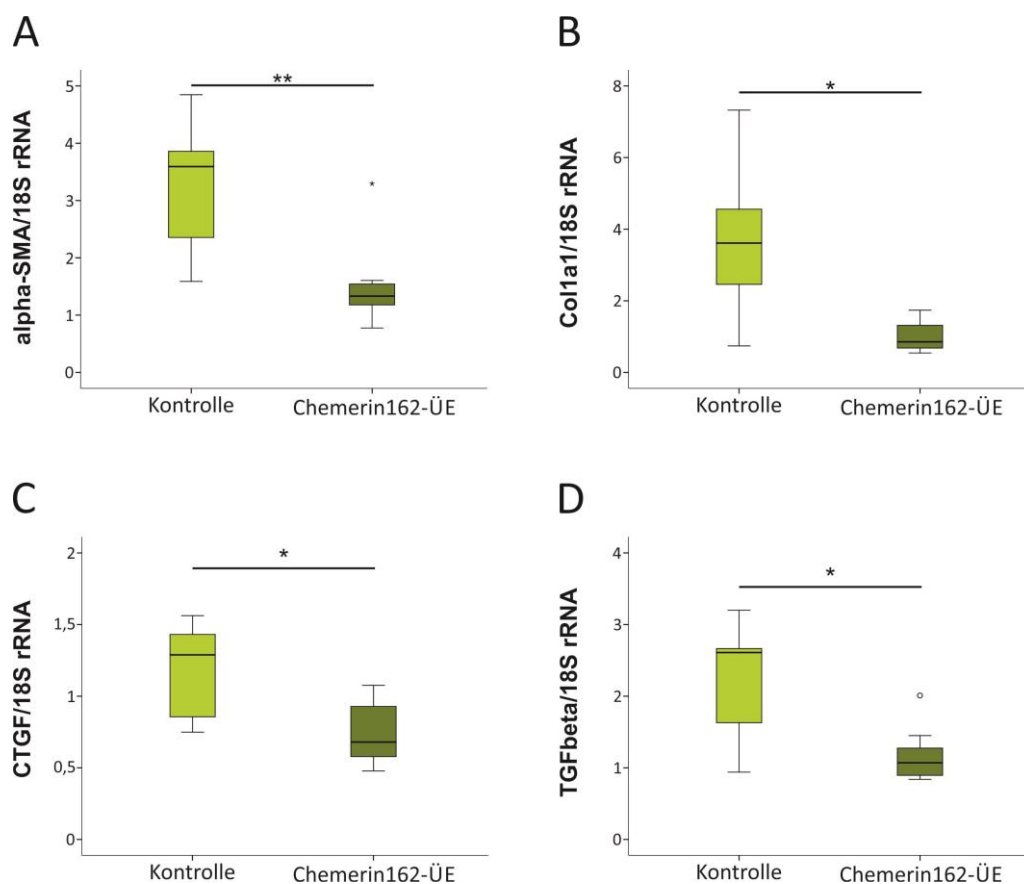 A
alpha-SMA/18S rRNA
5
4
3
2
1
0
**
*
Kontrolle
Chemerin162-ÜE
B
Col1a1/18S rRNA
8
6
4
2
0
*
Kontrolle
Chemerin162-ÜE
C
CTGF/18S rRNA
2
1,5
1
0,5
0
*
Kontrolle
Chemerin162-ÜE
D
TGFbeta/18S rRNA
4
3
2
1
0
*
Kontrolle
Chemerin162-ÜE